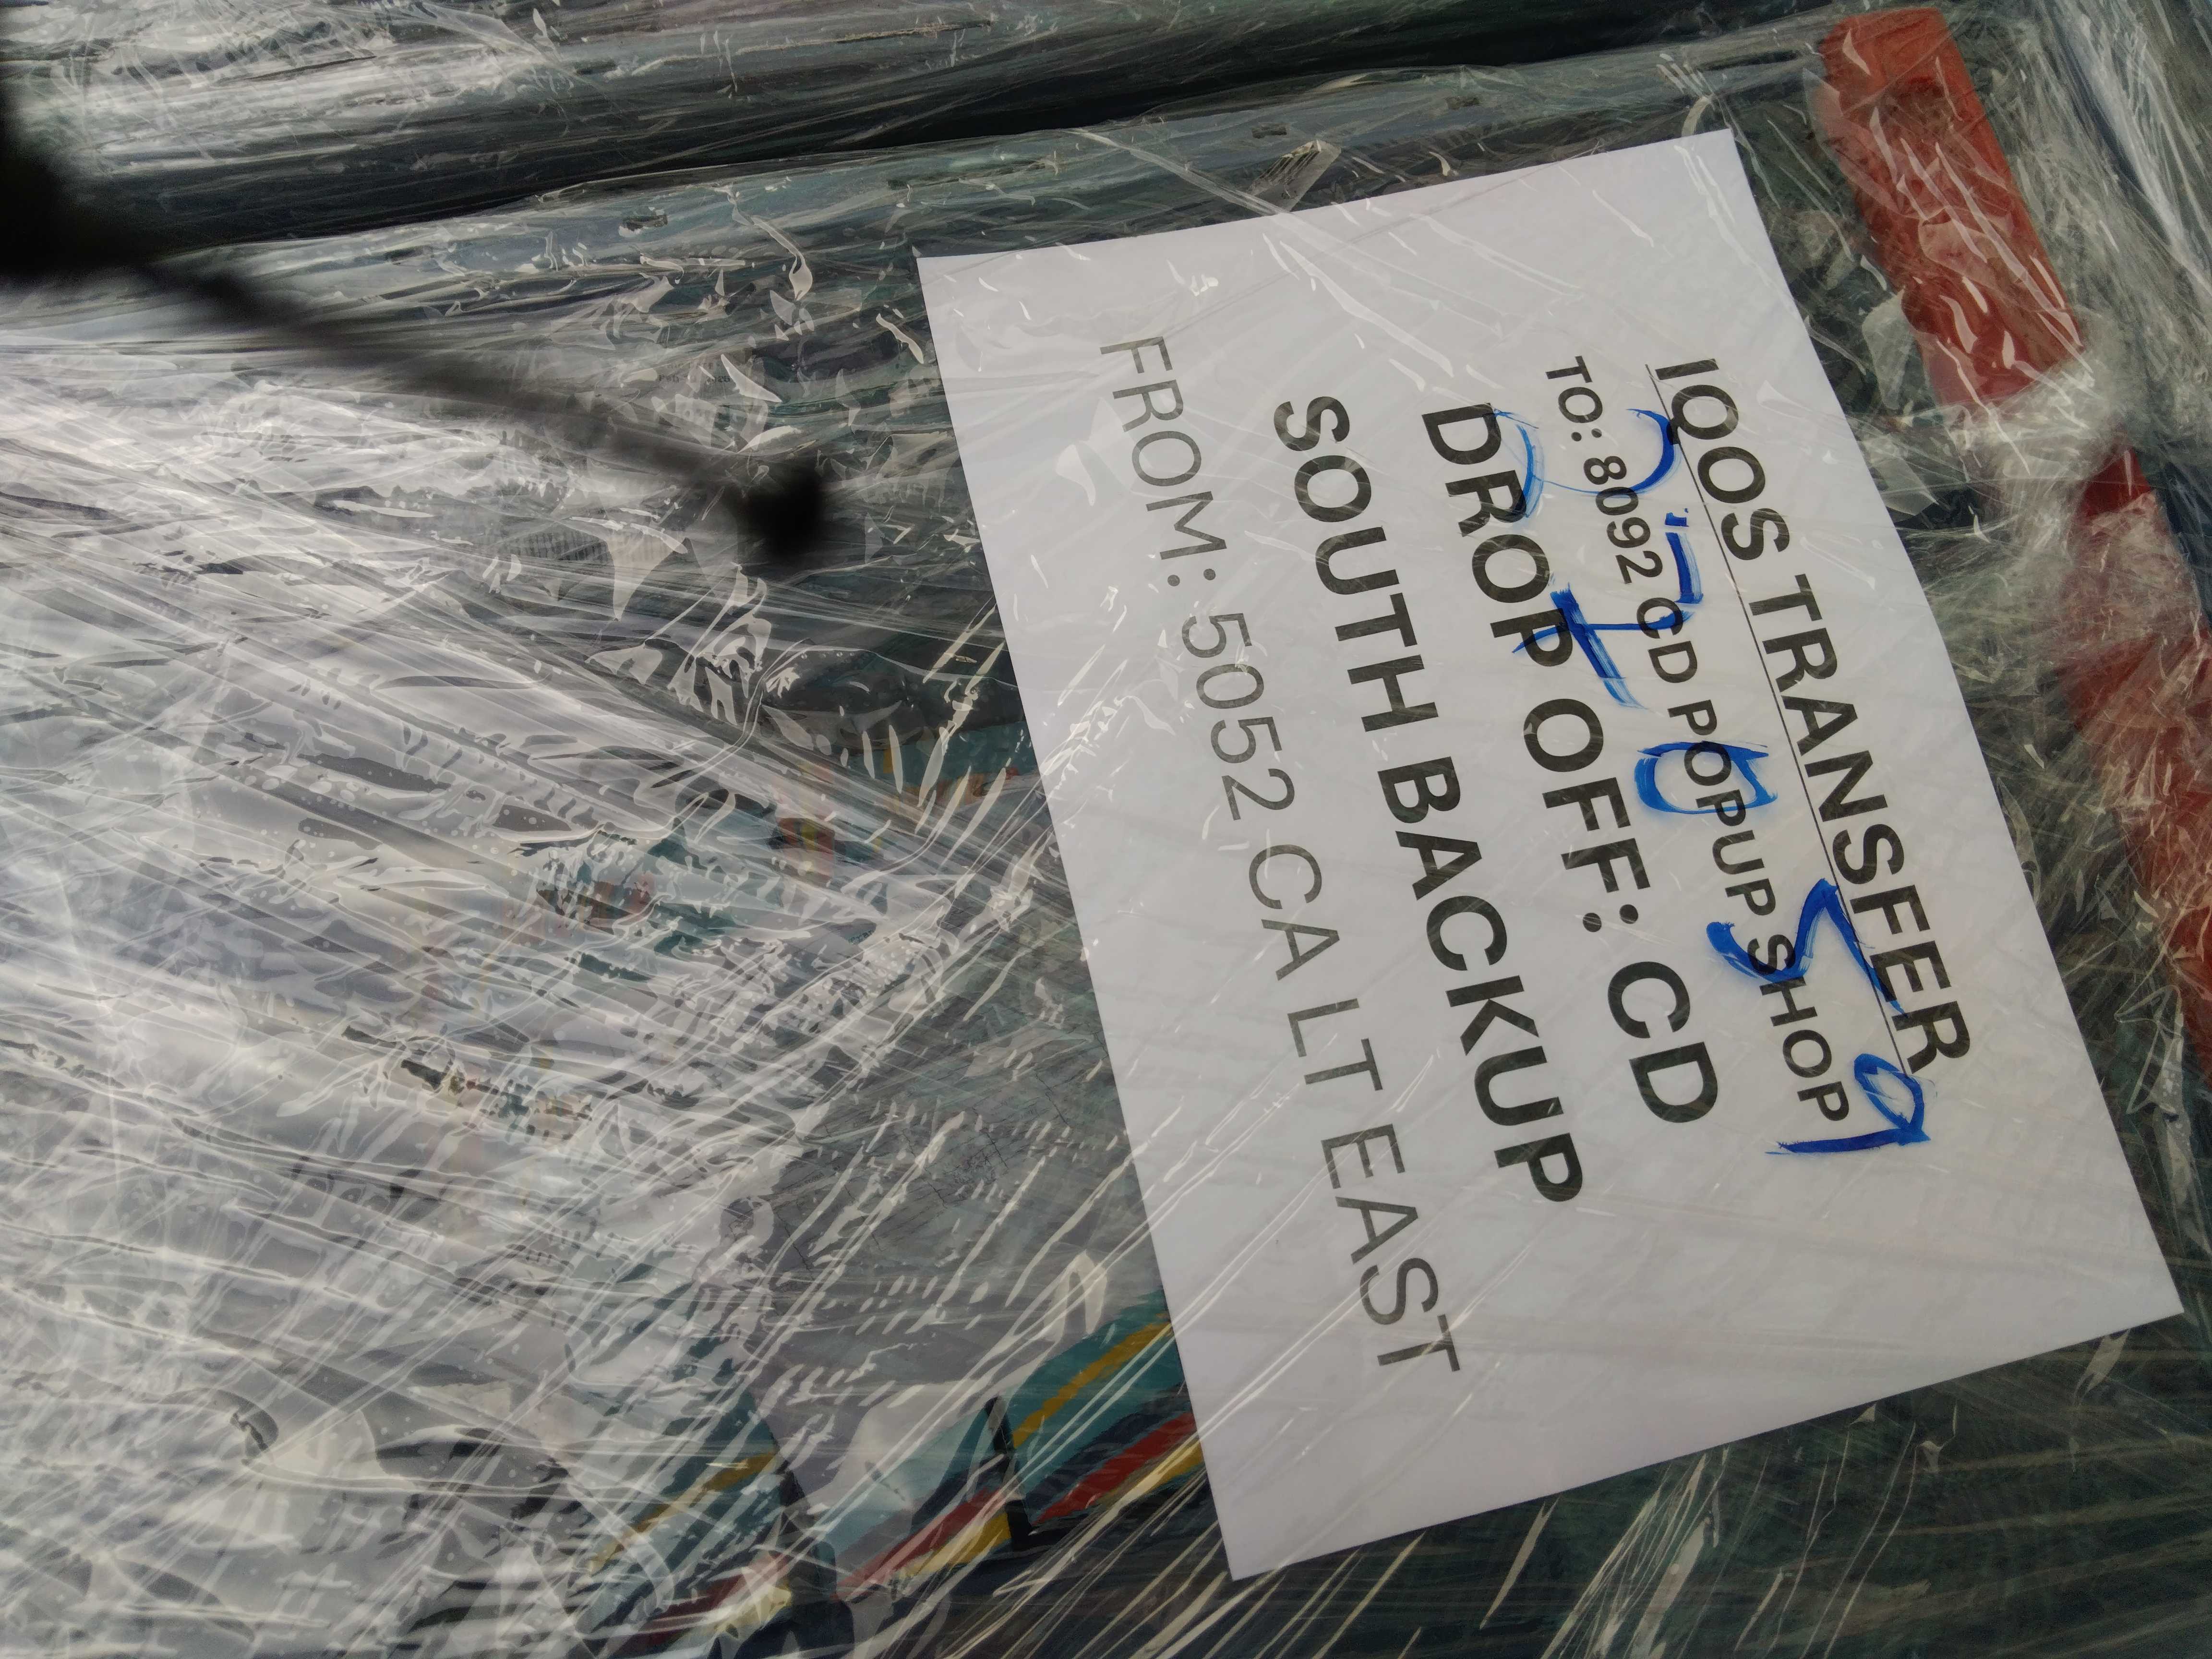 IQOS TRANSFER
TO: 8092 CD POPUP SHOP
DROP OFF: CD
SOUTH BACKUP
FROM: 5052 CA LT EAST